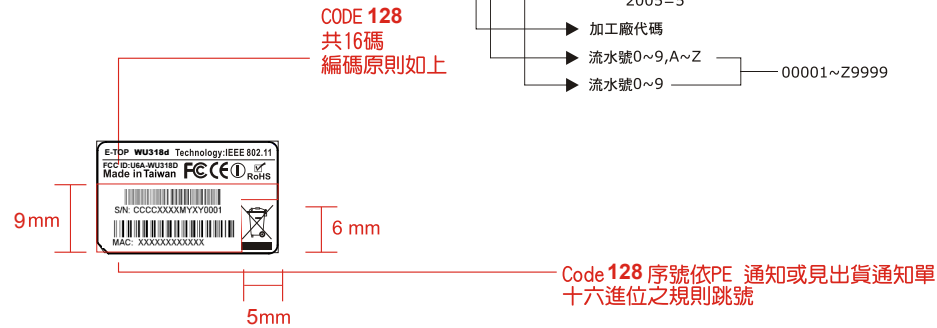 2005=5
CODE 128
共16碼
編碼原則如上
加工廠代碼
流水號0~9,A~Z
流水號0~9
00001~Z9999
E-TOP WU318d Technology:IEEE 802.11
FCC ID:U6A-WU318D
Made in Taiwan
FC CE RoHS
S/N: CCCCXXXXMYXY0001
MAC: XXXXXXXXXXXX
9mm
6 mm
5mm
Code 128 序號依PE 通知或見出貨通知單
十六進位之規則跳號